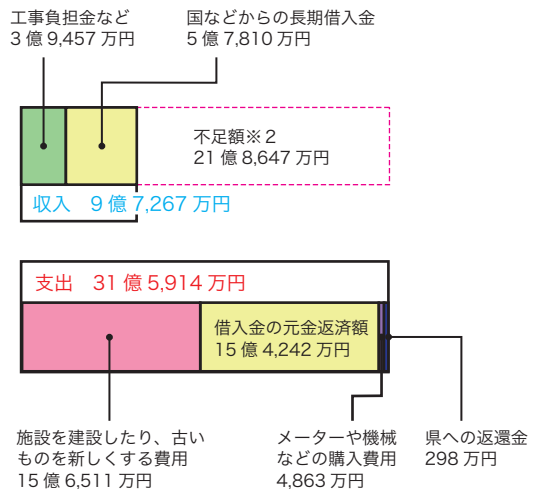 工事負担金など
3 億 9,457 万円
国などからの長期借入金
5 億 7,810 万円
不足額※２
21 億 8,647 万円
収入　9 億 7,267 万円
支出　31 億 5,914 万円
借入金の元金返済額
15 億 4,242 万円
施設を建設したり、古い
ものを新しくする費用
15 億 6,511 万円
メーターや機械
などの購入費用
4,863 万円
県への返還金
298 万円